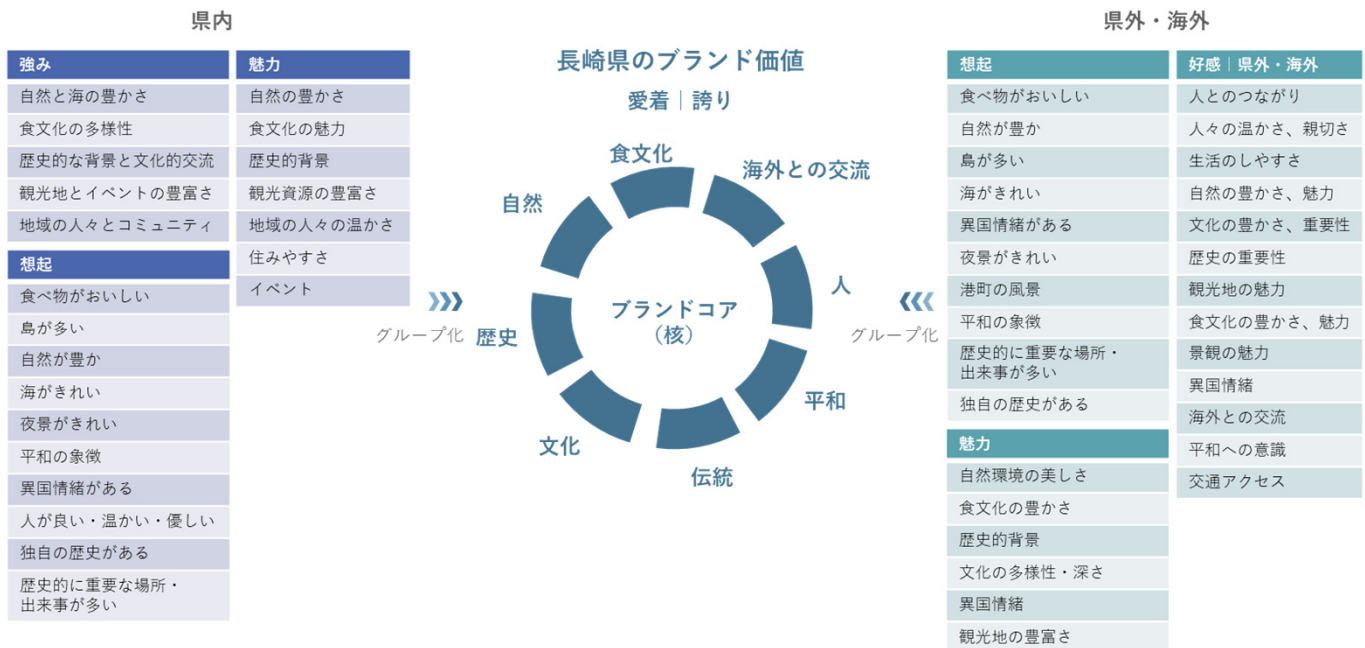 県内
強み
自然と海の豊かさ
食文化の多様性
歴史的な背景と文化的交流
観光地とイベントの豊富さ
地域の人々とコミュニティ
想起
食べ物がおいしい
島が多い
自然が豊か
海がきれい
夜景がきれい
平和の象徴
異国情緒がある
人が良い・温かい・優しい
独自の歴史がある
歴史的に重要な場所・
出来事が多い
魅力
自然の豊かさ
食文化の魅力
歴史的背景
観光資源の豊富さ
地域の人々の温かさ
住みやすさ
イベント
グループ化
長崎県のブランド価値
愛着｜誇り
食文化
海外との交流
自然
人
ブランドコア
（核）
歴史
平和
文化
伝統
グループ化
県外・海外
想起
食べ物がおいしい
自然が豊か
島が多い
海がきれい
異国情緒がある
夜景がきれい
港町の風景
平和の象徴
歴史的に重要な場所・
出来事が多い
独自の歴史がある
魅力
自然環境の美しさ
食文化の豊かさ
歴史的背景
文化の多様性・深さ
異国情緒
観光地の豊富さ
好感｜県外・海外
人とのつながり
人々の温かさ、親切さ
生活のしやすさ
自然の豊かさ、魅力
文化の豊かさ、重要性
歴史の重要性
観光地の魅力
食文化の豊かさ、魅力
景観の魅力
異国情緒
海外との交流
平和への意識
交通アクセス